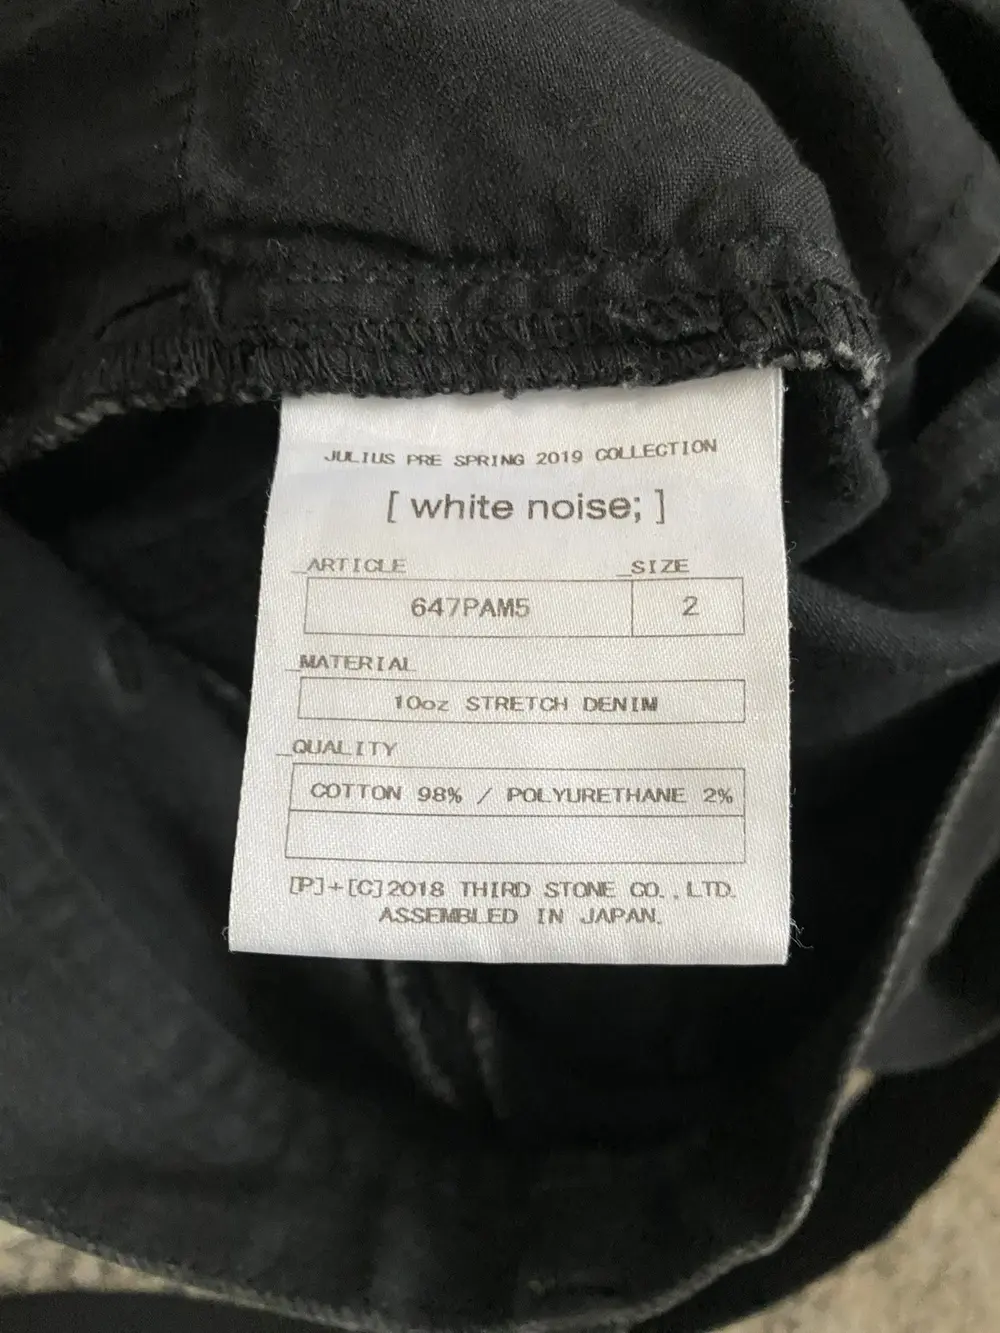 JULIUS PRE SPRING 2019 COLLECTION
[ white noise; ]
_ARTICLE _SIZE
647PAM5 2
_MATERIAL
10oz STRETCH DENIM
_QUALITY
COTTON 98% / POLYURETHANE 2%
[P]+[C]2018 THIRD STONE CO.,LTD.
ASSEMBLED IN JAPAN.